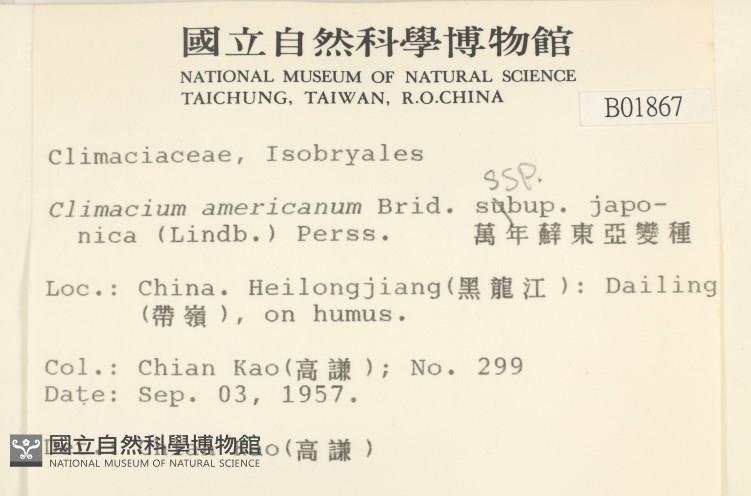 國立自然科學博物館
NATIONAL MUSEUM OF NATURAL SCIENCE
TAICHUNG, TAIWAN, R.O.CHINA
B01867
Climaciaceae, Isobryales
SSP.
Climacium americanum Brid. subup. japo-
nica (Lindb.) Perss. 萬年蘚東亞變種
Loc.: China. Heilongjiang(黑龍江): Dailing
(帶嶺), on humus.
Col.: Chian Kao(高謙); No. 299
Date: Sep. 03, 1957.
Kao(高謙)
國立自然科學博物館
NATIONAL MUSEUM OF NATURAL SCIENCE